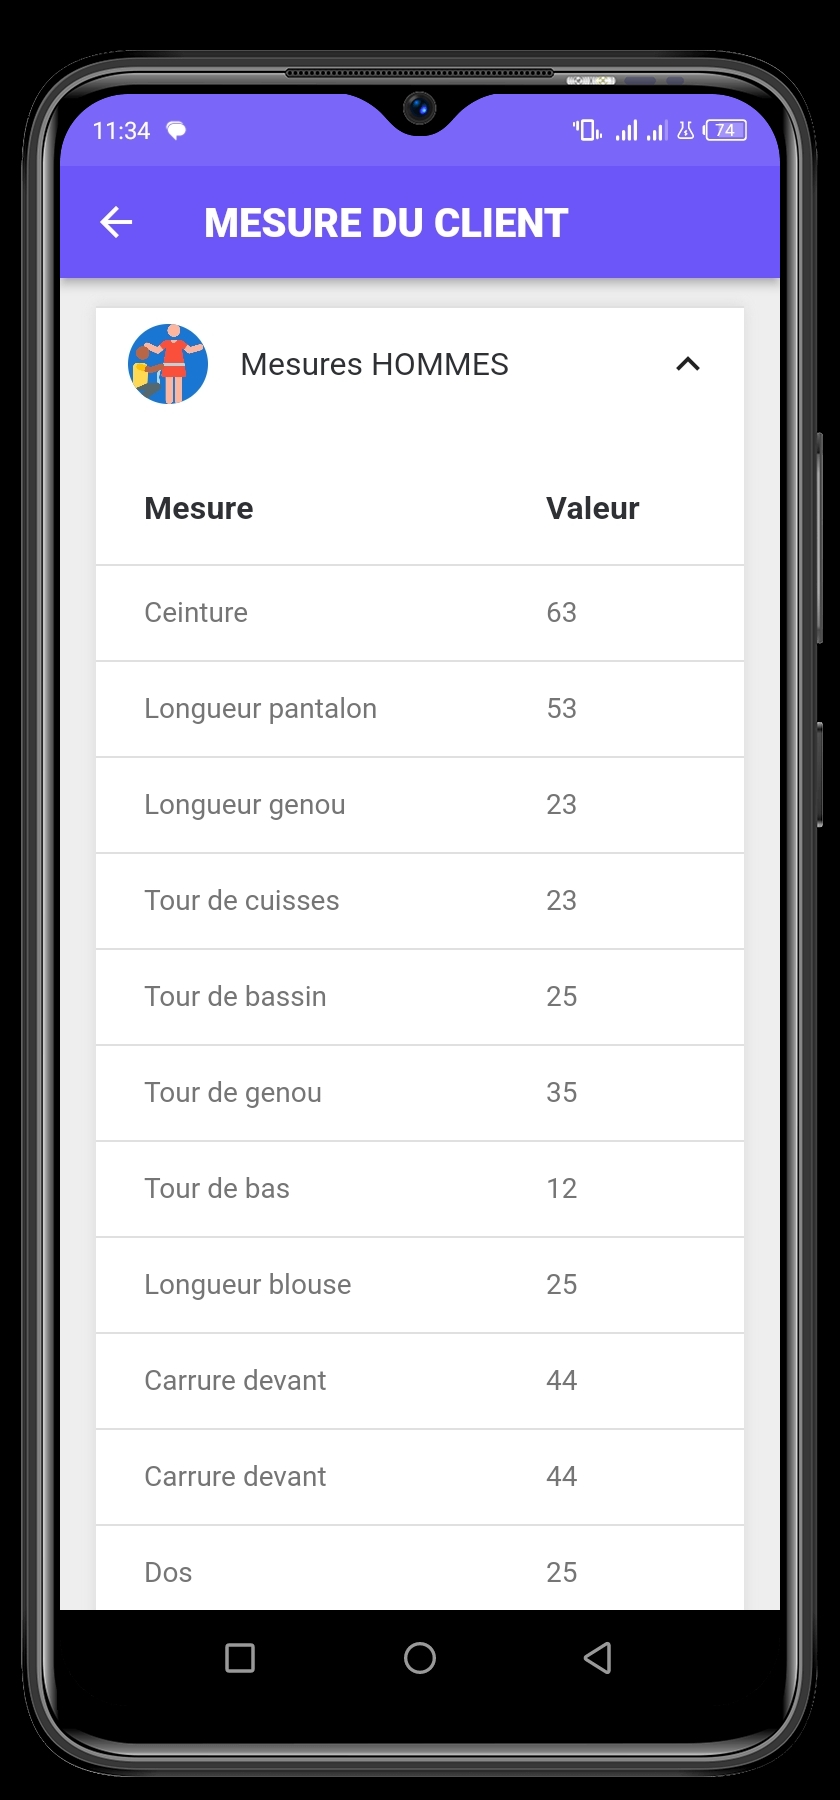 11:34 74
MESURE DU CLIENT
Mesures HOMMES
Mesure Valeur
Ceinture 63
Longueur pantalon 53
Longueur genou 23
Tour de cuisses 23
Tour de bassin 25
Tour de genou 35
Tour de bas 12
Longueur blouse 25
Carrure devant 44
Carrure devant 44
Dos 25